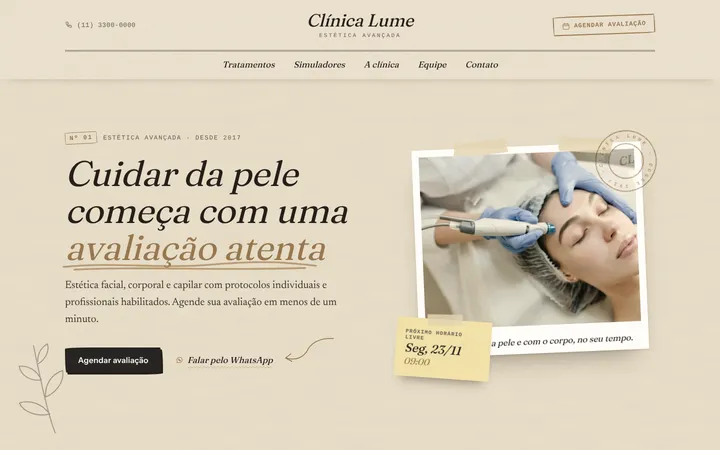 (11) 3300-0000
Clínica Lume
ESTÉTICA AVANÇADA
AGENDAR AVALIAÇÃO
Tratamentos
Simuladores
A clínica
Equipe
Contato
Nº 01
ESTÉTICA AVANÇADA · DESDE 2017
Cuidar da pele
começa com uma
avaliação atenta
Estética facial, corporal e capilar com protocolos individuais e
profissionais habilitados. Agende sua avaliação em menos de um
minuto.
Agendar avaliação
Falar pelo WhatsApp
CL
PRÓXIMO HORÁRIO
LIVRE
Seg, 23/11
09:00
a pele e com o corpo, no seu tempo.